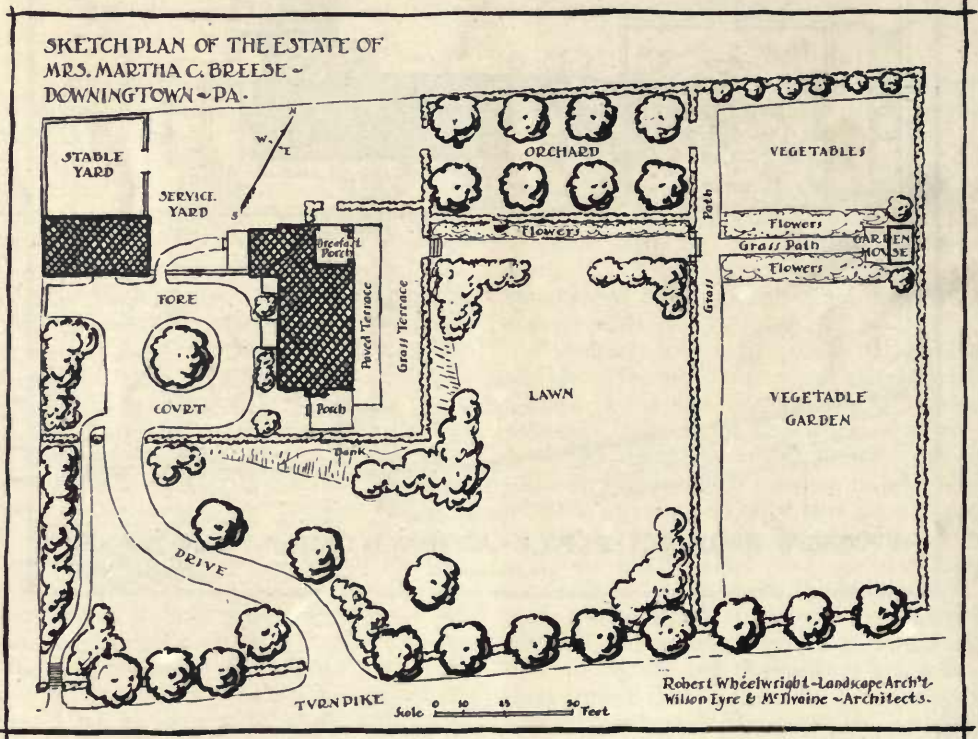 SKETCH PLAN OF THE ESTATE OF
MRS. MARTHA C. BREESE ~
DOWNINGTOWN ~ PA.
STABLE
YARD
SERVICE
YARD
N
W.
E
S
ORCHARD
VEGETABLES
Path
Flowers
Flowers
Grass Path
Flowers
GARDEN
HOUSE
Breakfast
Porch
FORE
COURT
Paved Terrace
Grass Terrace
Grass
LAWN
VEGETABLE
GARDEN
Porch
Bank
DRIVE
TVRNPIKE
Scale 0 10 25 50 Feet
Robert Wheelwright ~ Landscape Arch't.
Wilson Eyre & McIlvaine ~ Architects.